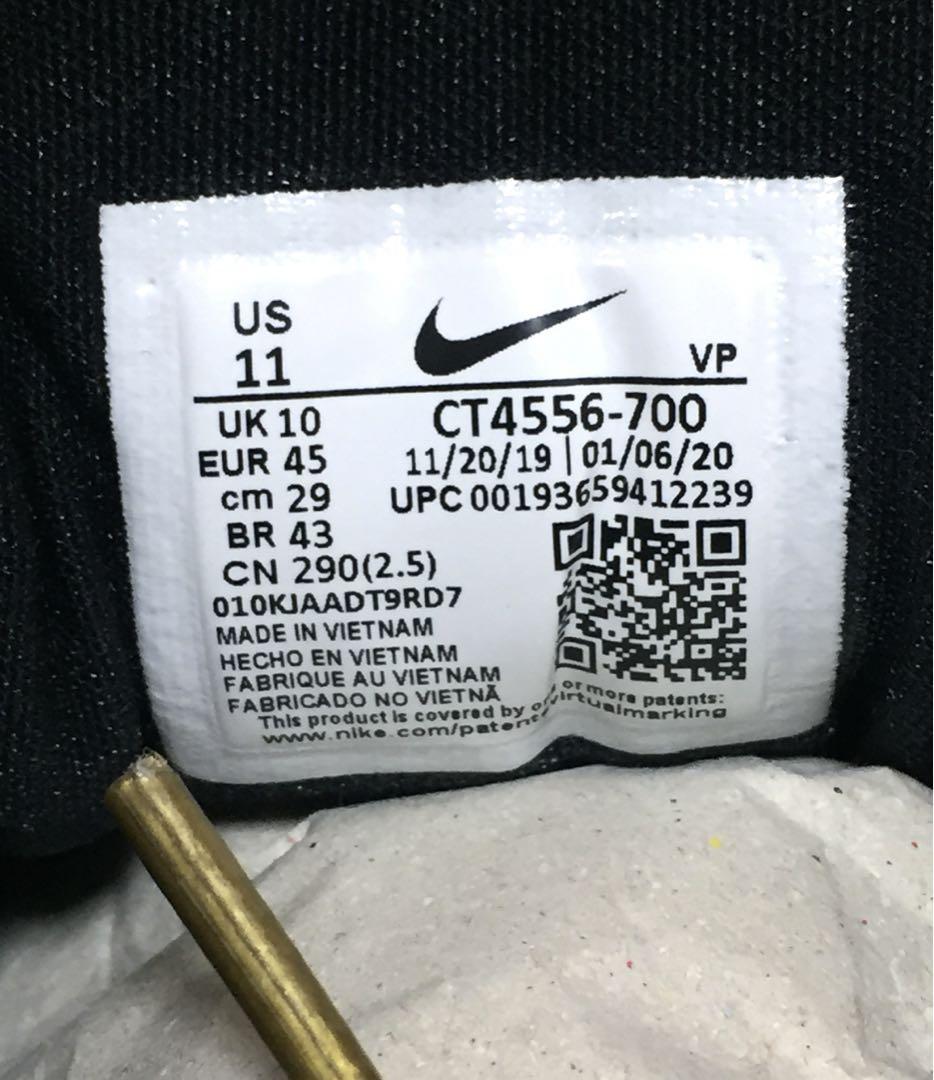 US
11
VP
UK 10
CT4556-700
EUR 45
11/20/19 | 01/06/20
cm 29
UPC 00193659412239
BR 43
CN 290(2.5)
010KJAADT9RD7
MADE IN VIETNAM
HECHO EN VIETNAM
FABRIQUE AU VIETNAM
FABRICADO NO VIETNÃ
This product is covered by or more patents:
www.nike.com/patents virtualmarking